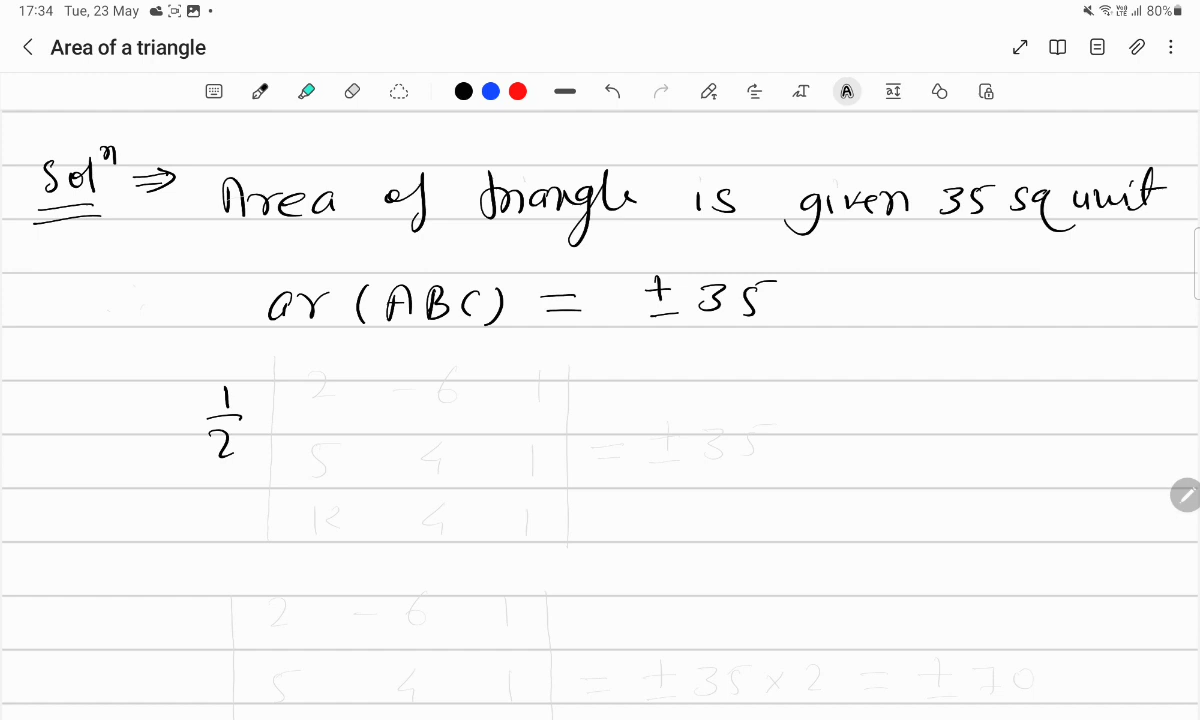 17:34 Tue, 23 May 80%
Area of a triangle
Solⁿ ⇒ Area of triangle is given 35 sq unit
ar (ABC) = ± 35
1/2 | 2 -6 1 |
| 5 4 1 | = ± 35
| K 4 1 |
| 2 -6 1 |
| 5 4 1 | = ± 35 × 2 = ± 70